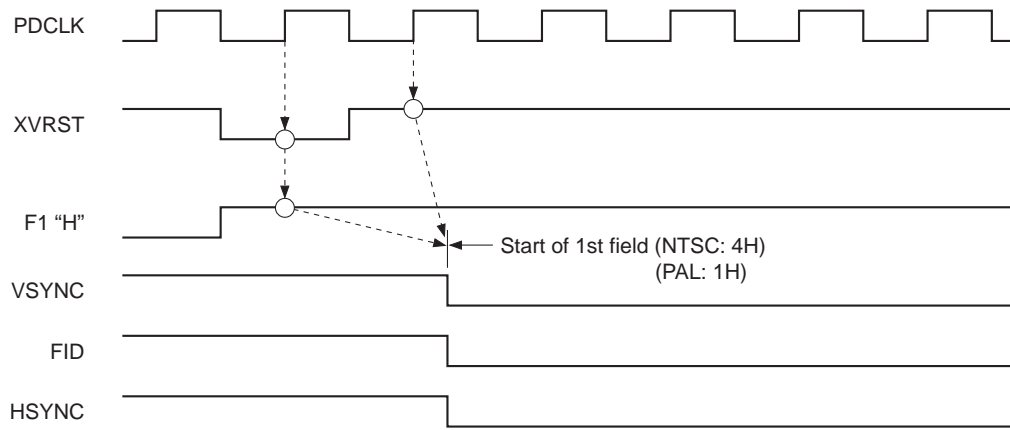 PDCLK
XVRST
F1 “H”
Start of 1st field (NTSC: 4H)
(PAL: 1H)
VSYNC
FID
HSYNC